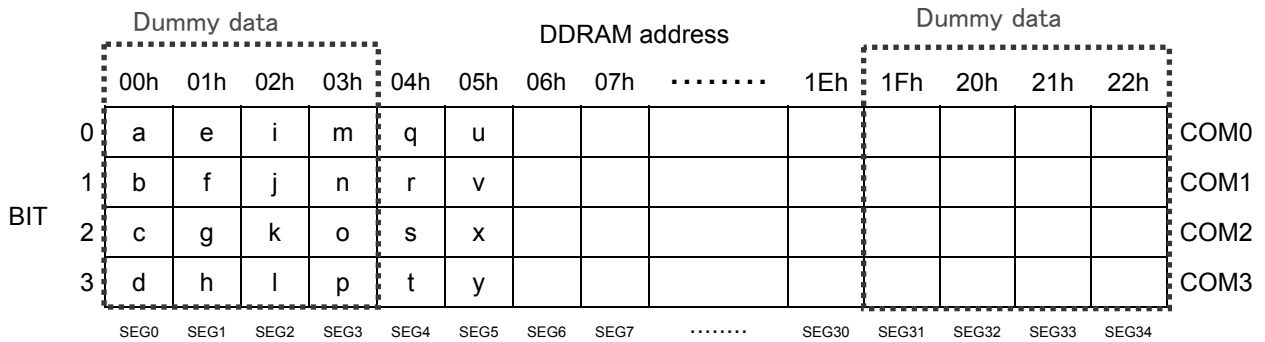 Dummy data DDRAM address Dummy data
00h 01h 02h 03h 04h 05h 06h 07h ········ 1Eh 1Fh 20h 21h 22h
0 a e i m q u COM0
1 b f j n r v COM1
BIT
2 c g k o s x COM2
3 d h l p t y COM3
SEG0 SEG1 SEG2 SEG3 SEG4 SEG5 SEG6 SEG7 ········ SEG30 SEG31 SEG32 SEG33 SEG34